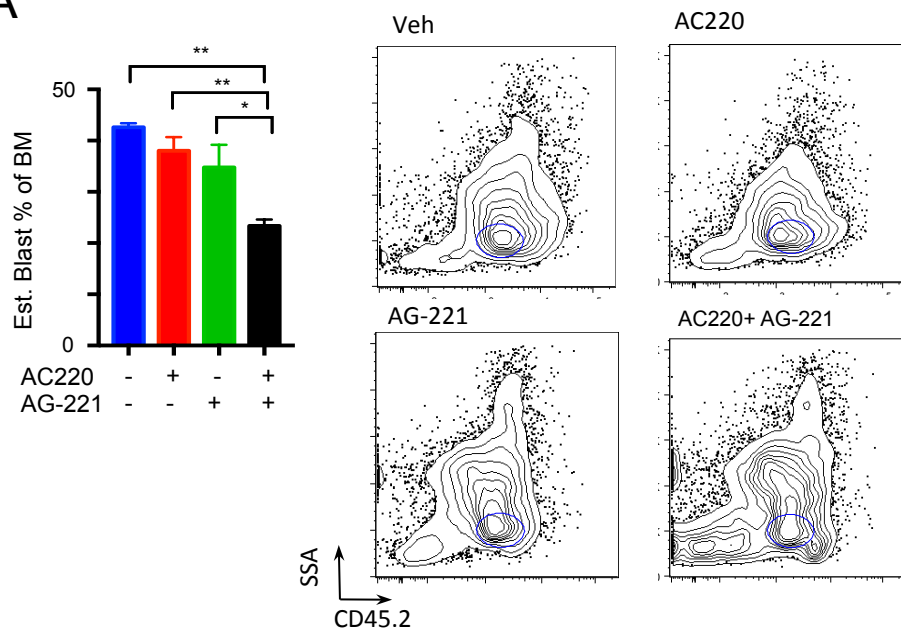 A
**
**
*
50
0
Est. Blast % of BM
AC220 - + - +
AG-221 - - + +
Veh
AC220
AG-221
AC220+ AG-221
SSA
CD45.2